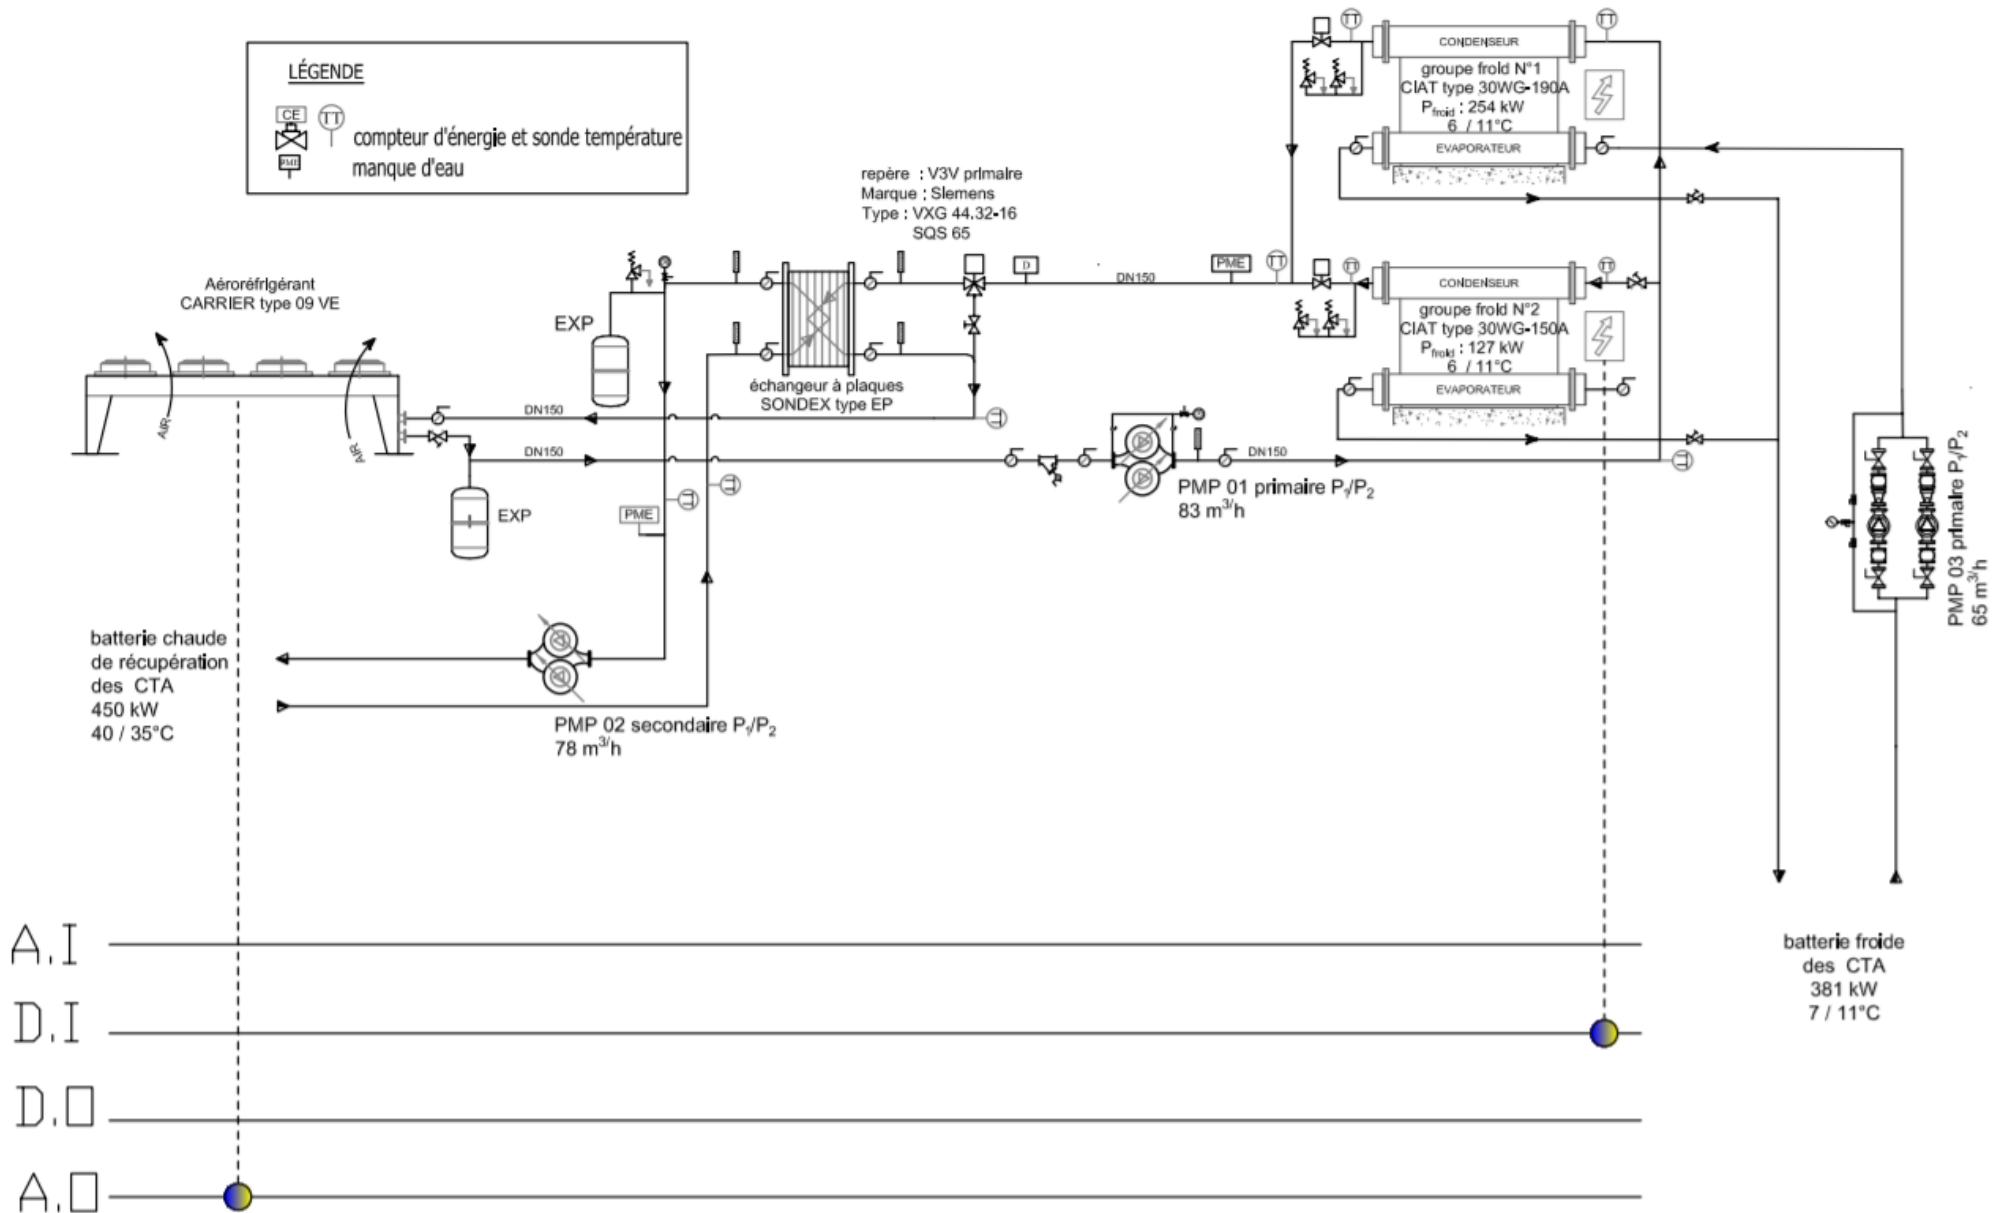 LÉGENDE
CE TT
compteur d'énergie et sonde température
PME manque d'eau
TT
TT
CONDENSEUR
groupe froid N°1
CIAT type 30WG-190A
Pfroid : 254 kW
6 / 11°C
EVAPORATEUR
repère : V3V primaire
Marque : Siemens
Type : VXG 44.32-16
SQS 65
D
DN150
PME
TT
TT
TT
CONDENSEUR
groupe froid N°2
CIAT type 30WG-150A
Pfroid : 127 kW
6 / 11°C
EVAPORATEUR
Aéroréfrigérant
CARRIER type 09 VE
AIR
AIR
EXP
échangeur à plaques
SONDEX type EP
DN150
TT
DN150
DN150
TT
EXP
PME
TT
TT
PMP 01 primaire P1/P2
83 m³/h
PMP 03 primaire P1/P2
65 m³/h
batterie chaude
de récupération
des CTA
450 kW
40 / 35°C
PMP 02 secondaire P1/P2
78 m³/h
batterie froide
des CTA
381 kW
7 / 11°C
A.I
D.I
D.O
A.O